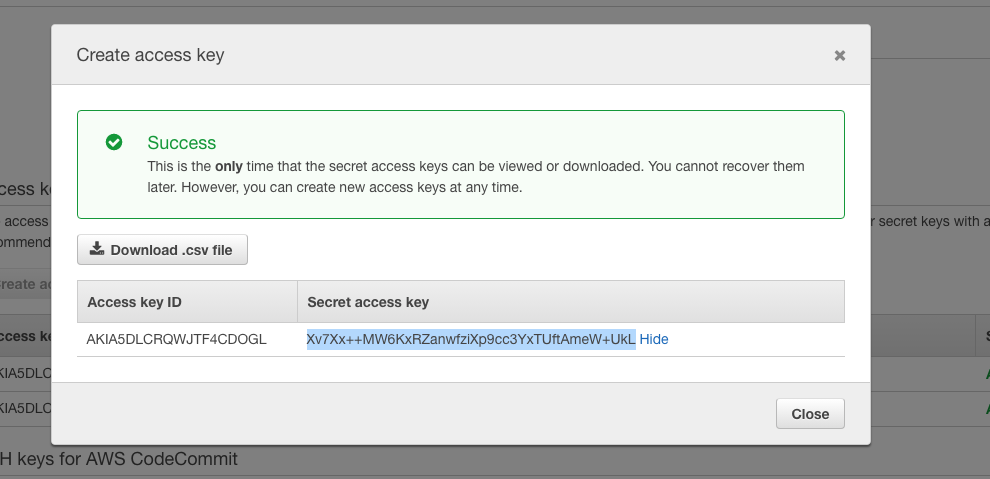 Create access key
Success
This is the only time that the secret access keys can be viewed or downloaded. You cannot recover them
later. However, you can create new access keys at any time.
cess k
access
r secret keys with a
ommend
Download .csv file
reate ac
Access key ID Secret access key
ccess ke
AKIA5DLCRQWJTF4CDOGL Xv7Xx++MW6KxRZanwfziXp9cc3YxTUftAmeW+UkL Hide
KIA5DLC
KIA5DLC
Close
H keys for AWS CodeCommit